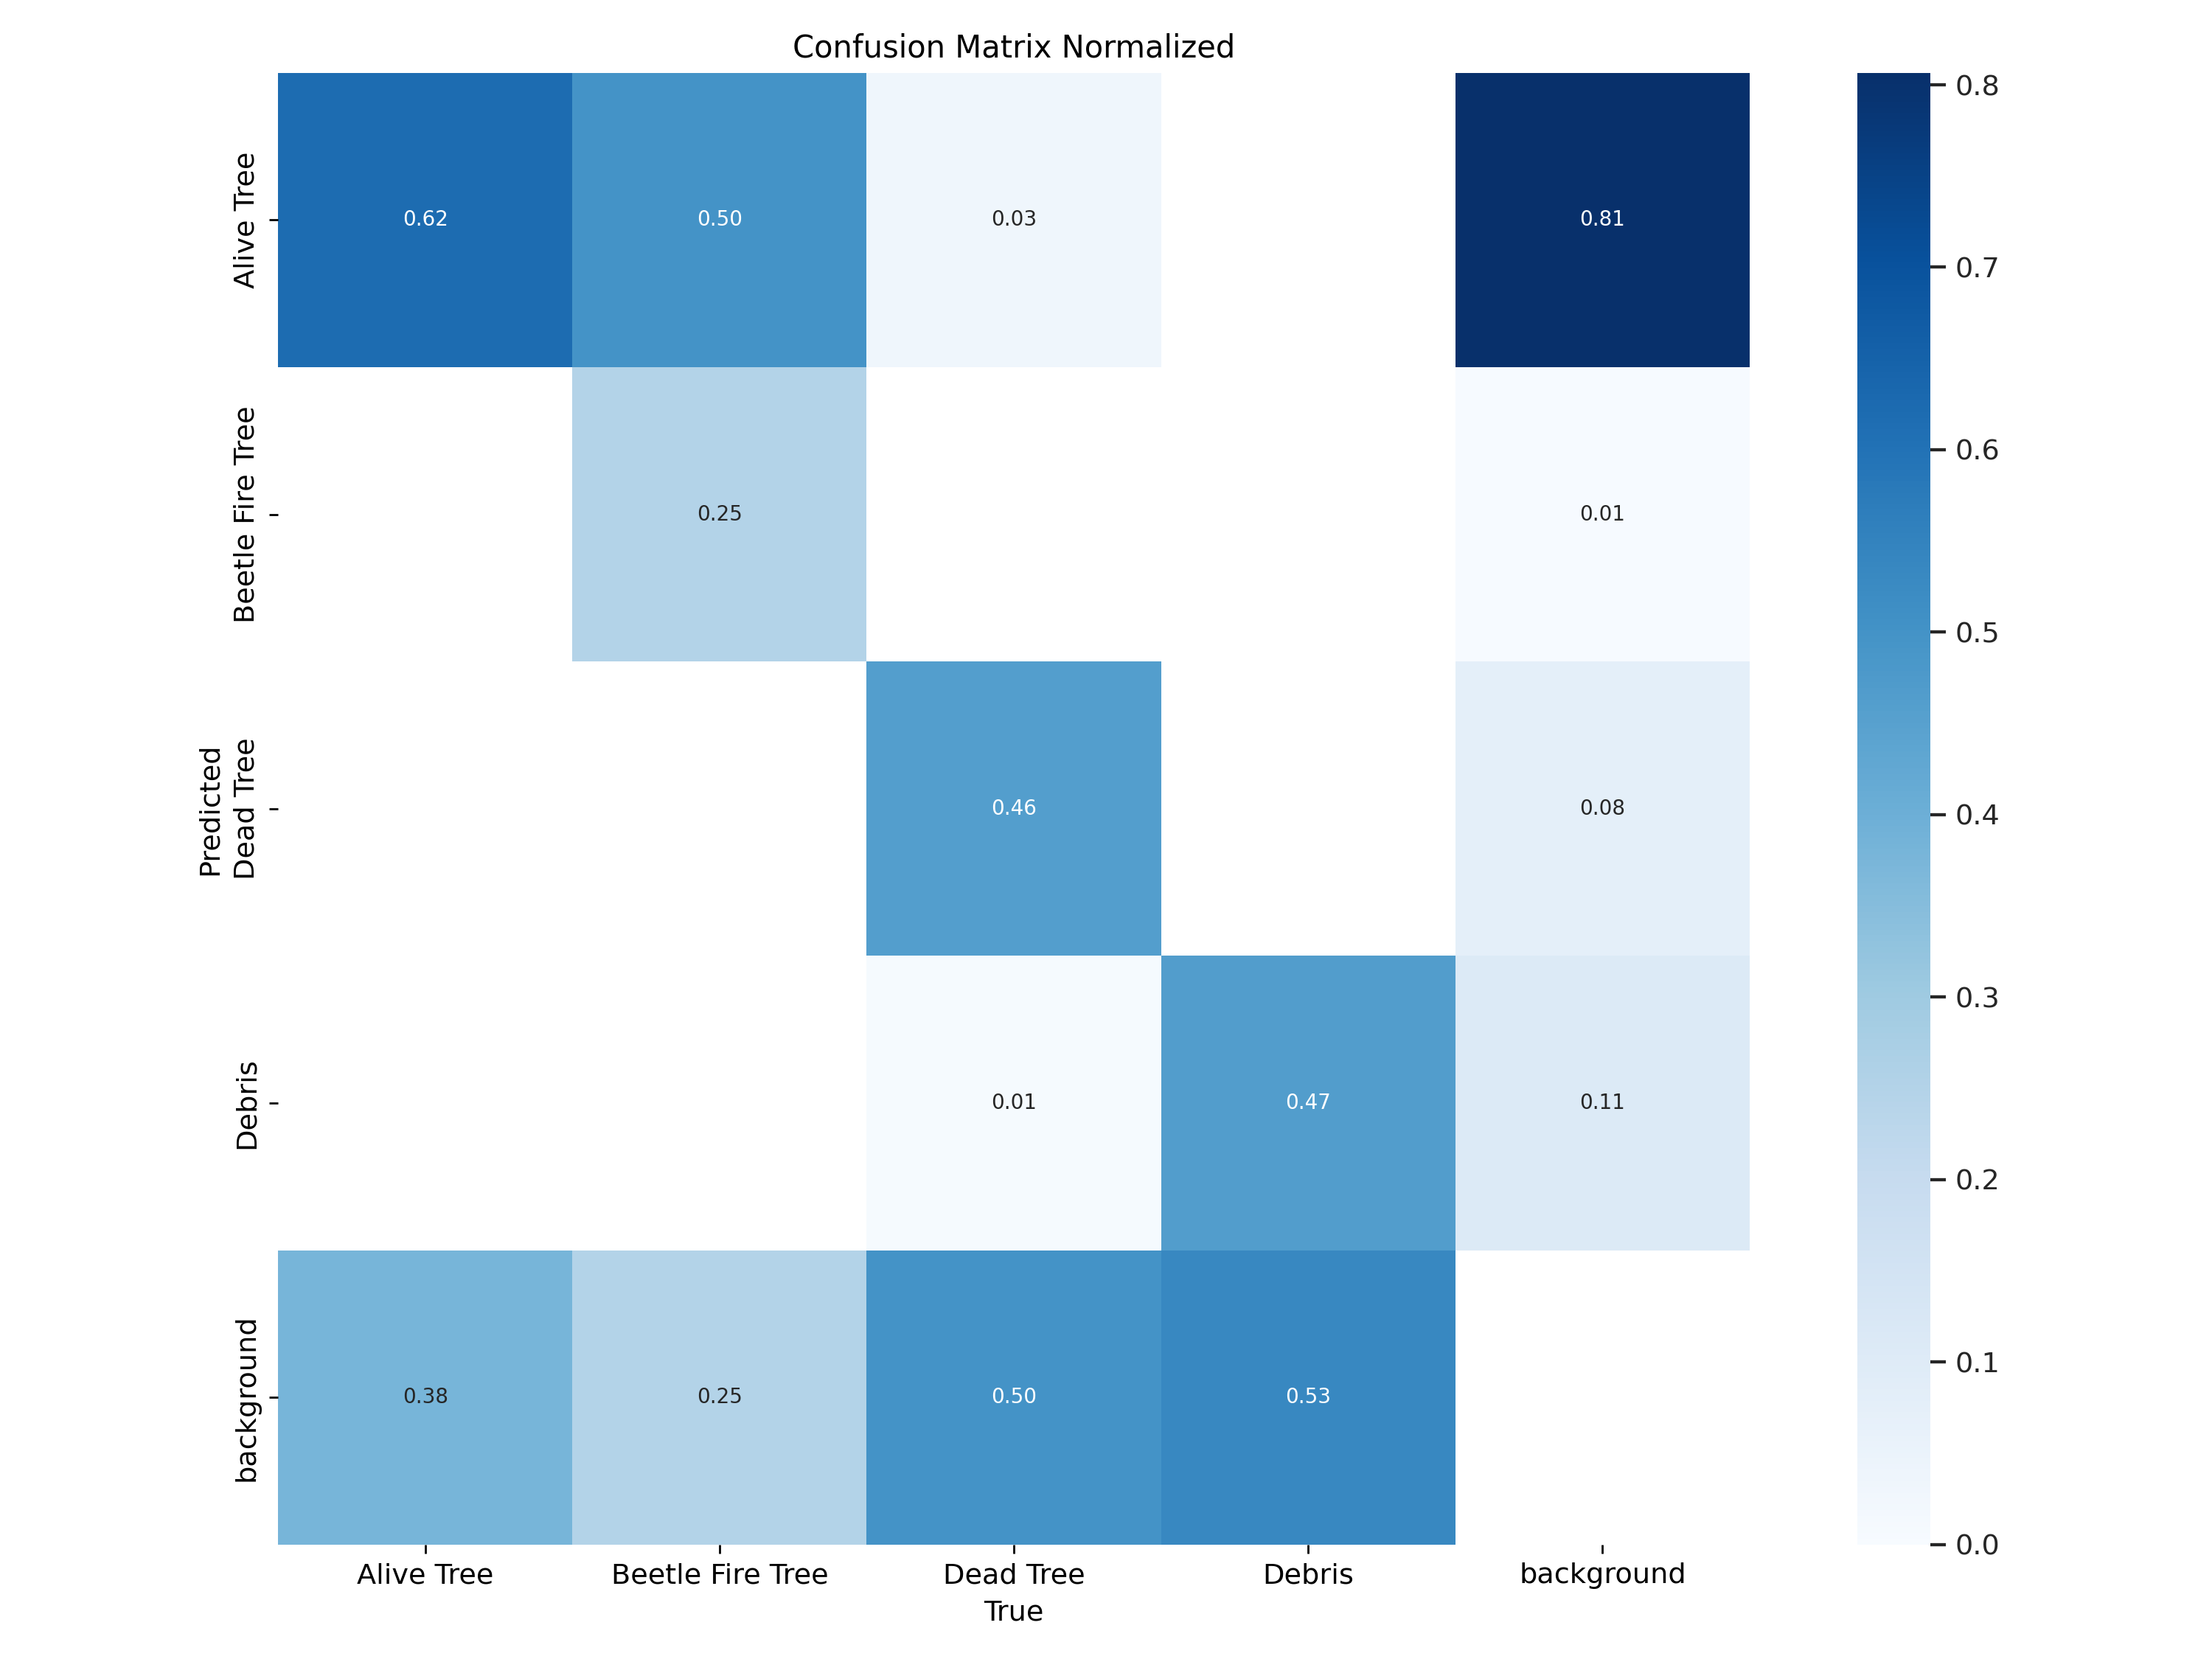 Confusion Matrix Normalized
Predicted
Alive Tree
0.62 0.50 0.03 0.81
Beetle Fire Tree
0.25 0.01
Dead Tree
0.46 0.08
Debris
0.01 0.47 0.11
background
0.38 0.25 0.50 0.53
Alive Tree Beetle Fire Tree Dead Tree Debris background
True
0.8
0.7
0.6
0.5
0.4
0.3
0.2
0.1
0.0